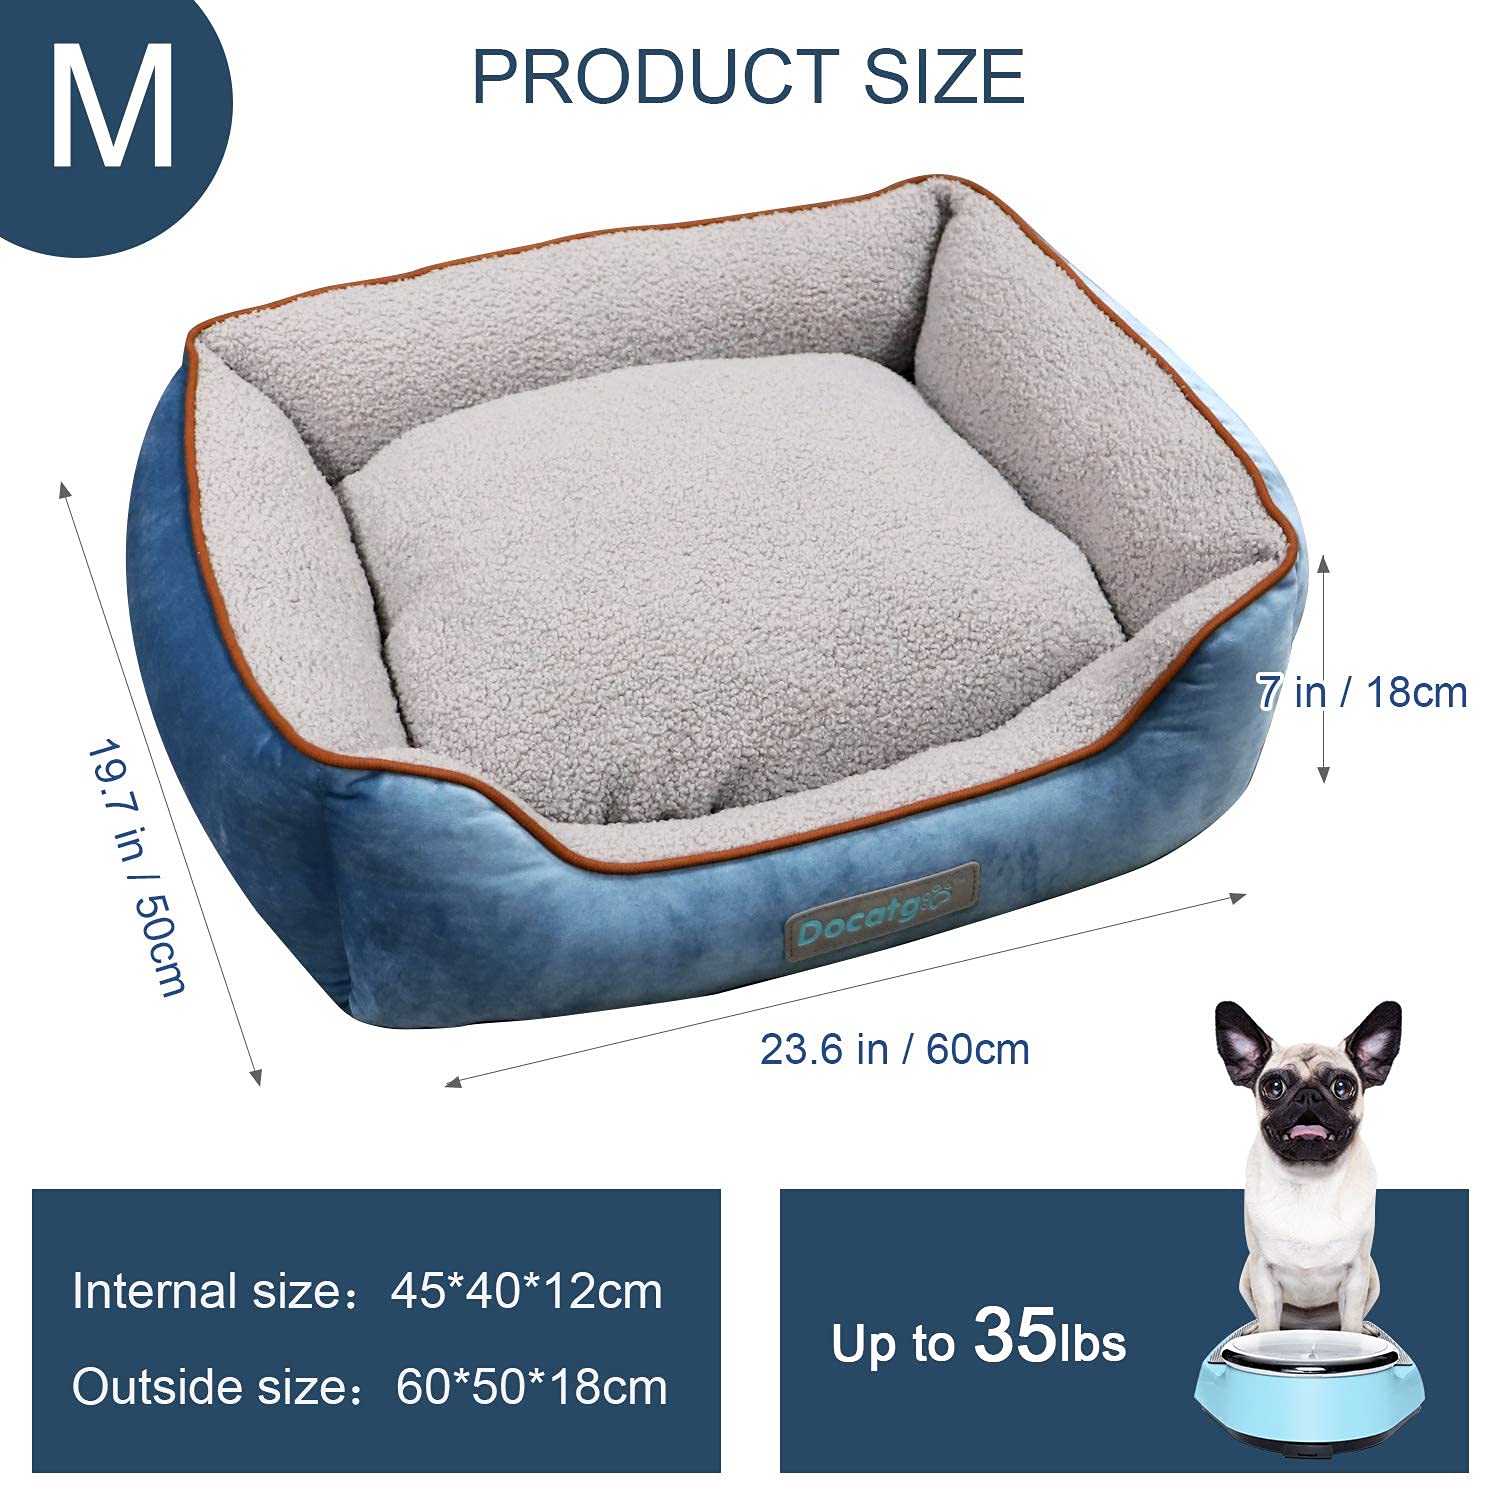 M
PRODUCT SIZE
19.7 in / 50cm
7 in / 18cm
Docatgo™
23.6 in / 60cm
Internal size：45*40*12cm
Outside size：60*50*18cm
Up to 35lbs